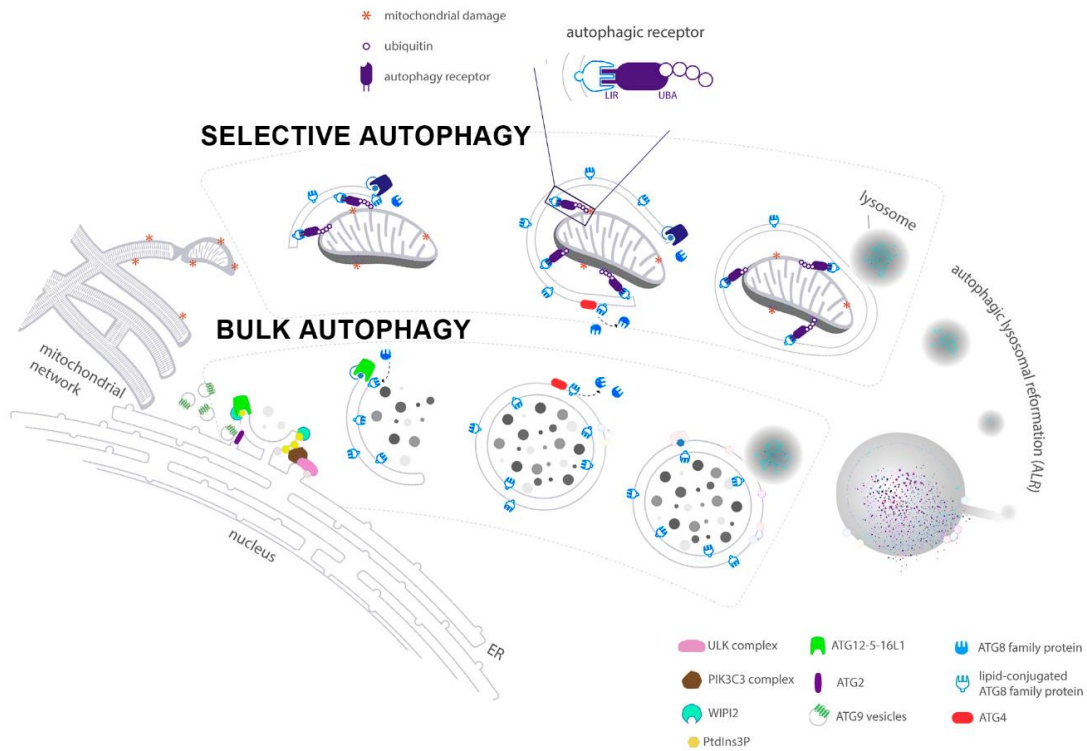 mitochondrial damage
ubiquitin
autophagy receptor
autophagic receptor
LIR
UBA
SELECTIVE AUTOPHAGY
lysosome
autophagic lysosomal reformation (ALR)
BULK AUTOPHAGY
mitochondrial
network
nucleus
ER
ULK complex
PIK3C3 complex
WIPI2
PtdIns3P
ATG12-5-16L1
ATG2
ATG9 vesicles
ATG8 family protein
lipid-conjugated
ATG8 family protein
ATG4